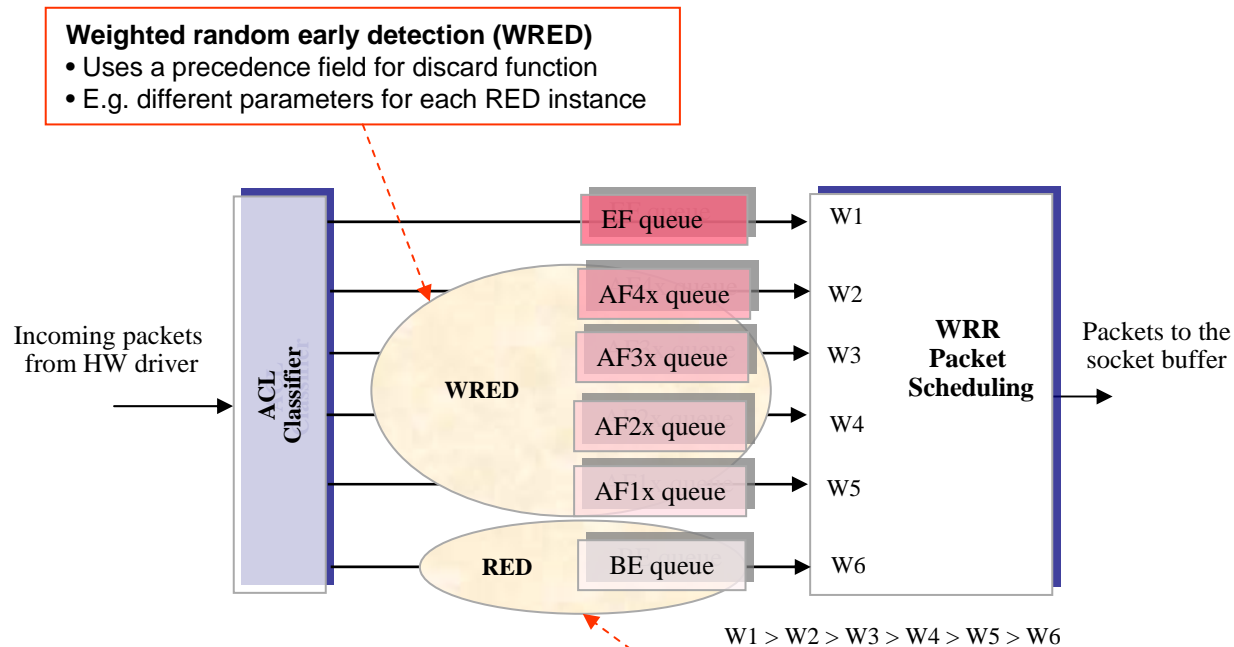 Weighted random early detection (WRED)
• Uses a precedence field for discard function
• E.g. different parameters for each RED instance
Incoming packets
from HW driver
ACL
Classifier
EF queue
AF4x queue
AF3x queue
AF2x queue
AF1x queue
BE queue
WRED
RED
W1
W2
W3
W4
W5
W6
WRR
Packet
Scheduling
Packets to the
socket buffer
W1 > W2 > W3 > W4 > W5 > W6